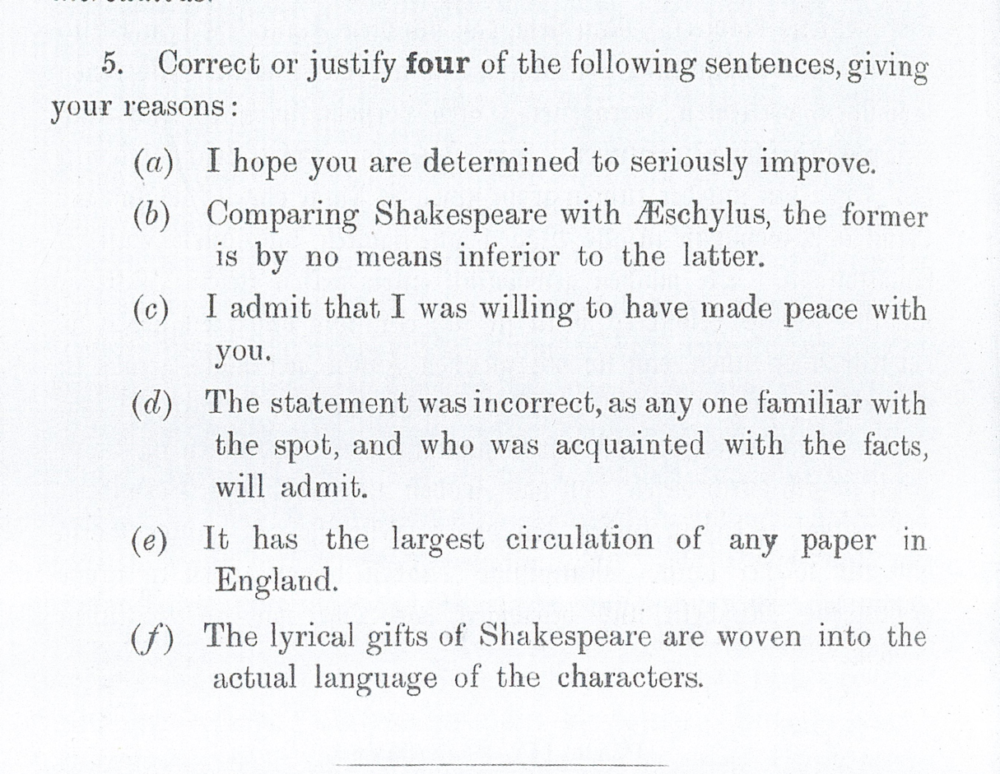 5. Correct or justify four of the following sentences, giving
your reasons:
(a) I hope you are determined to seriously improve.
(b) Comparing Shakespeare with Æschylus, the former
is by no means inferior to the latter.
(c) I admit that I was willing to have made peace with
you.
(d) The statement was incorrect, as any one familiar with
the spot, and who was acquainted with the facts,
will admit.
(e) It has the largest circulation of any paper in
England.
(f) The lyrical gifts of Shakespeare are woven into the
actual language of the characters.